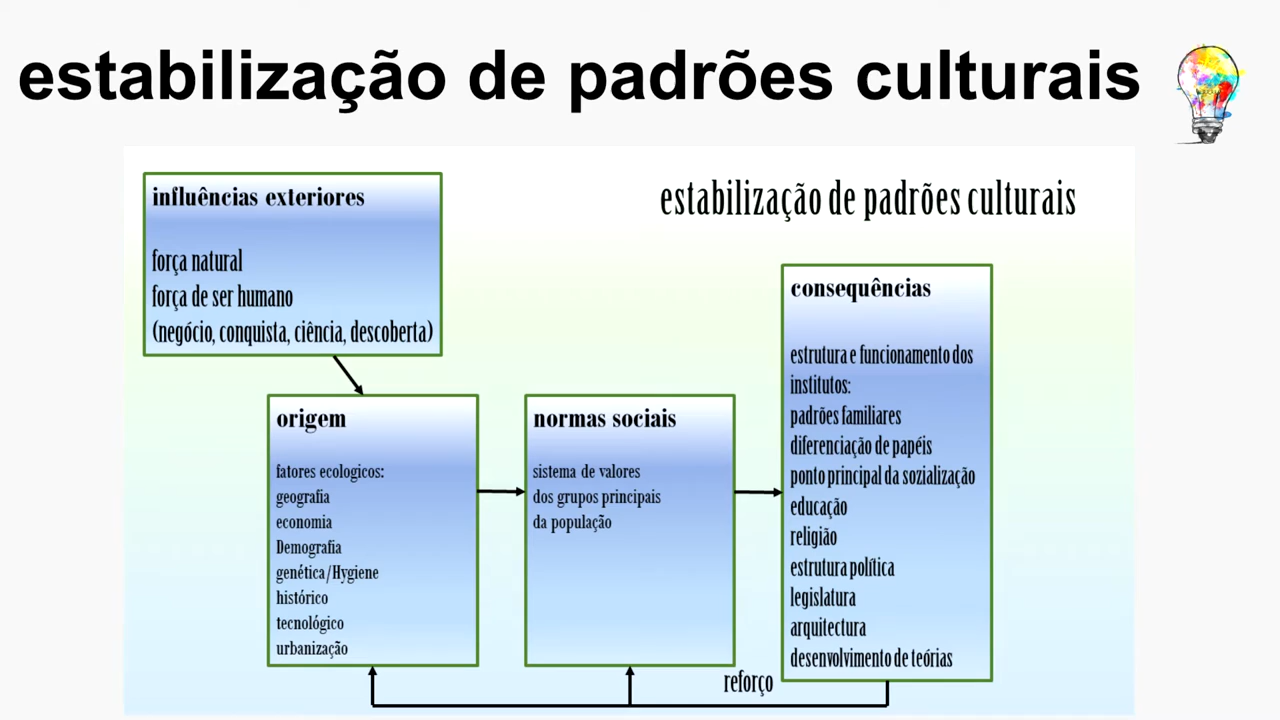 estabilização de padrões culturais
estabilização de padrões culturais
influências exteriores
força natural
força de ser humano
(negócio, conquista, ciência, descoberta)
origem
fatores ecologicos:
geografia
economia
Demografia
genética/Hygiene
histórico
tecnológico
urbanização
normas sociais
sistema de valores
dos grupos principais
da população
consequências
estrutura e funcionamento dos
institutos:
padrões familiares
diferenciação de papéis
ponto principal da sozialização
educação
religião
estrutura política
legislatura
arquitectura
desenvolvimento de teórias
reforço